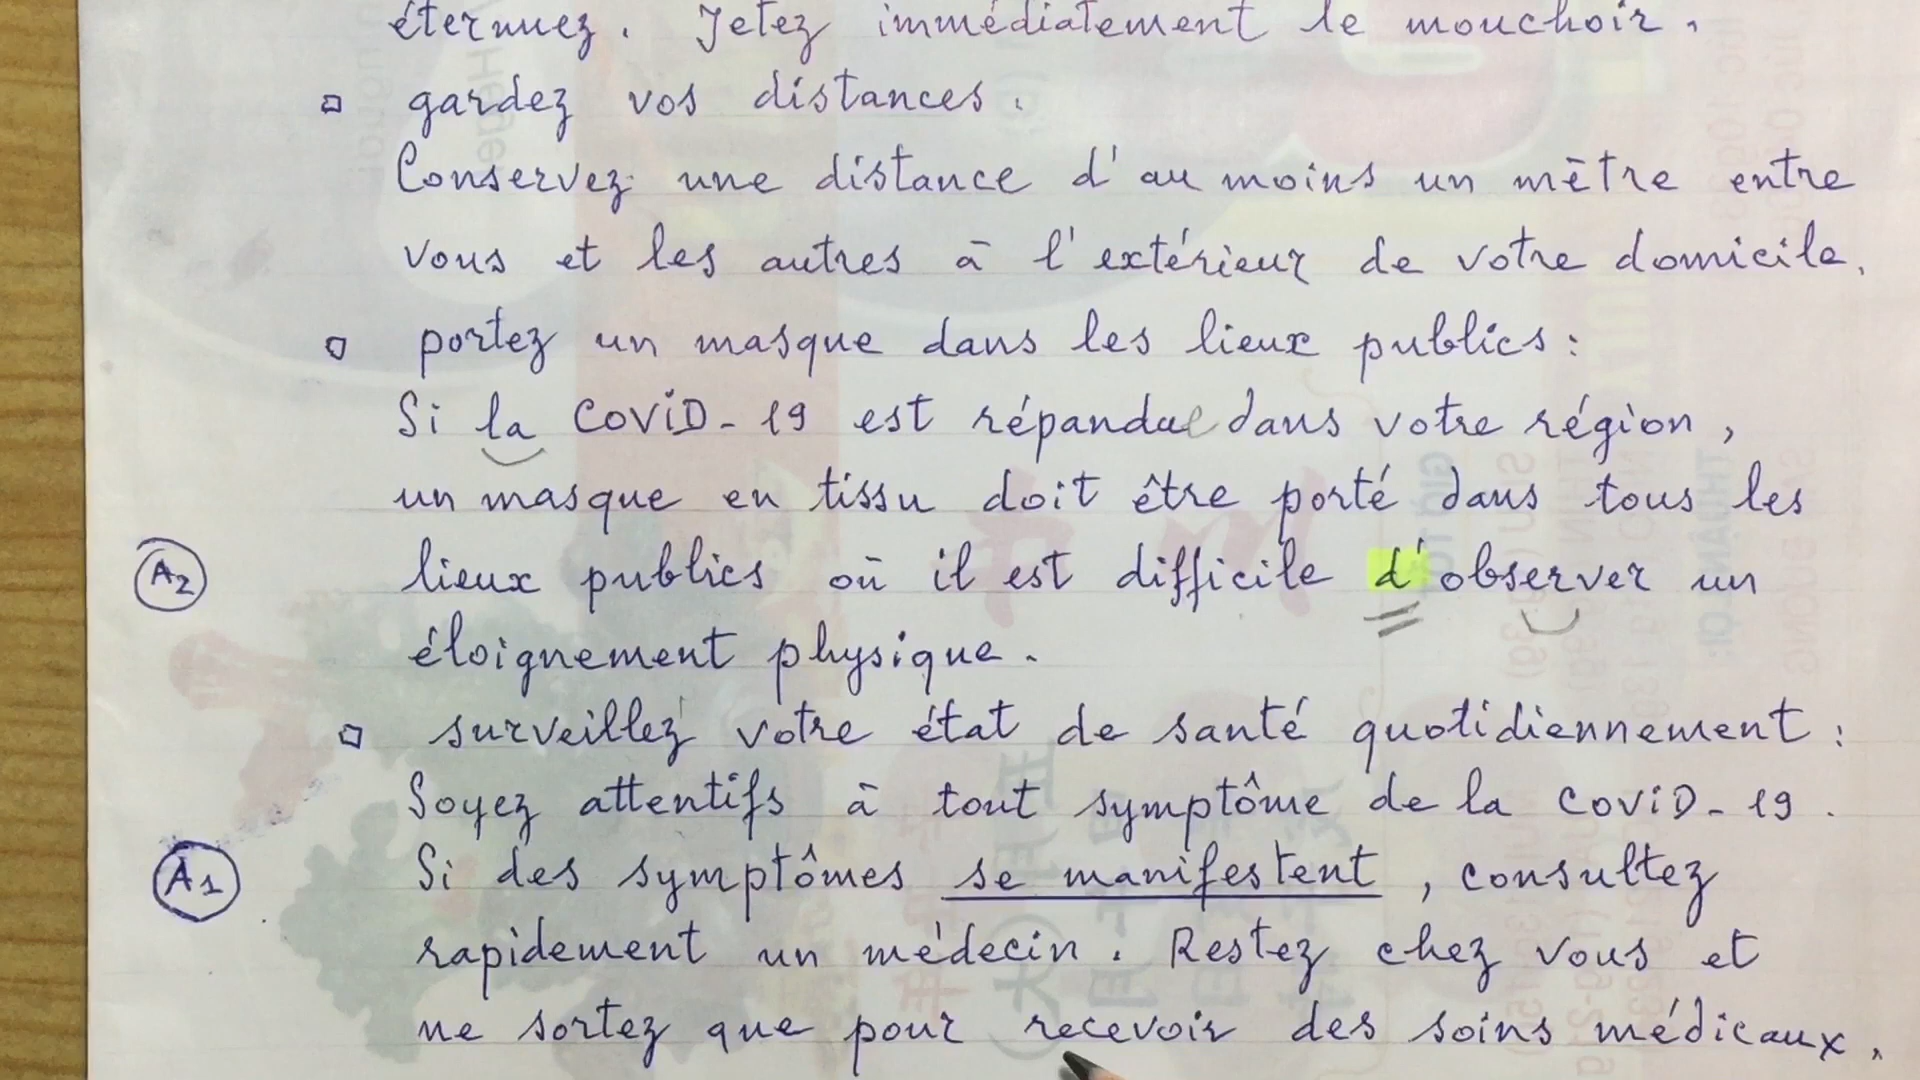 éternuez. Jetez immédiatement le mouchoir.
▫ gardez vos distances.
Conservez une distance d'au moins un mètre entre
vous et les autres à l'extérieur de votre domicile.
▫ portez un masque dans les lieux publics :
Si la COVID-19 est répandue dans votre région,
un masque en tissu doit être porté dans tous les
A2 lieux publics où il est difficile d'observer un
éloignement physique.
▫ surveillez votre état de santé quotidiennement :
Soyez attentifs à tout symptôme de la COVID-19.
A1 Si des symptômes se manifestent, consultez
rapidement un médecin. Restez chez vous et
ne sortez que pour recevoir des soins médicaux.